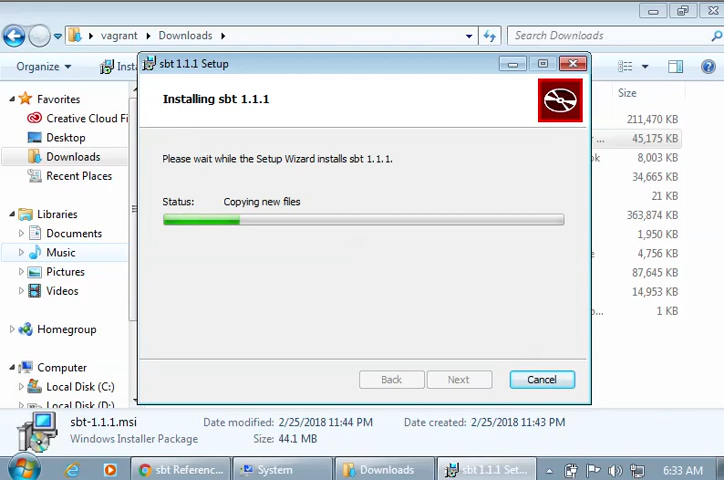 vagrant ▸ Downloads ▸
Search Downloads
Organize
sbt 1.1.1 Setup
Installing sbt 1.1.1
Please wait while the Setup Wizard installs sbt 1.1.1.
Status: Copying new files
Back
Next
Cancel
Favorites
Creative Cloud Fi
Desktop
Downloads
Recent Places
Libraries
Documents
Music
Pictures
Videos
Homegroup
Computer
Local Disk (C:)
Local Disk (D:)
Size
211,470 KB
45,175 KB
8,003 KB
34,665 KB
21 KB
363,874 KB
1,950 KB
4,756 KB
87,645 KB
14,953 KB
1 KB
sbt-1.1.1.msi
Date modified: 2/25/2018 11:44 PM
Date created: 2/25/2018 11:43 PM
Windows Installer Package
Size: 44.1 MB
sbt Referenc...
System
Downloads
sbt 1.1.1 Set...
6:33 AM